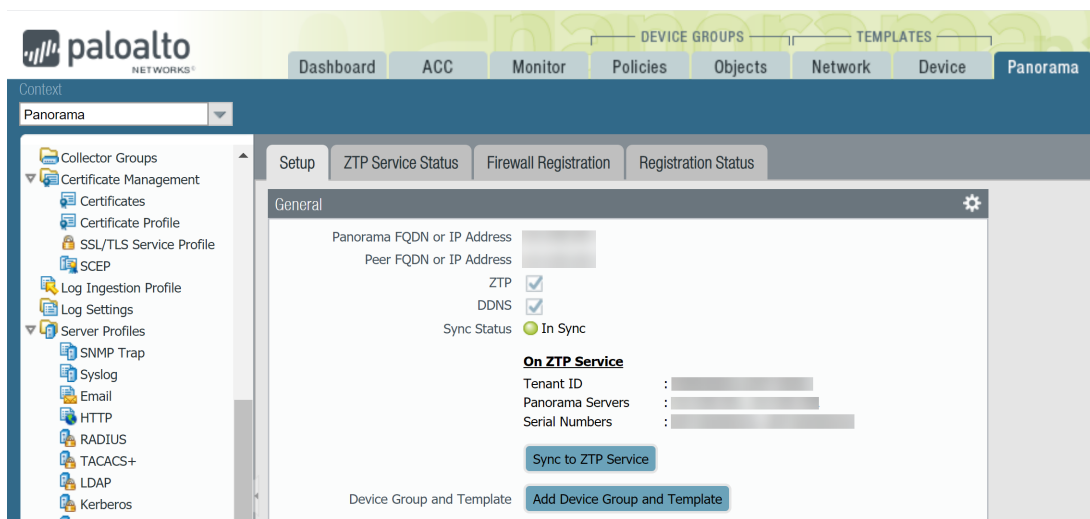 panorama
paloalto
NETWORKS®
DEVICE GROUPS
TEMPLATES
Dashboard ACC Monitor Policies Objects Network Device Panorama
Context
Panorama
Collector Groups
Certificate Management
Certificates
Certificate Profile
SSL/TLS Service Profile
SCEP
Log Ingestion Profile
Log Settings
Server Profiles
SNMP Trap
Syslog
Email
HTTP
RADIUS
TACACS+
LDAP
Kerberos
Setup ZTP Service Status Firewall Registration Registration Status
General
Panorama FQDN or IP Address
Peer FQDN or IP Address
ZTP
DDNS
Sync Status In Sync
On ZTP Service
Tenant ID :
Panorama Servers :
Serial Numbers :
Sync to ZTP Service
Device Group and Template Add Device Group and Template